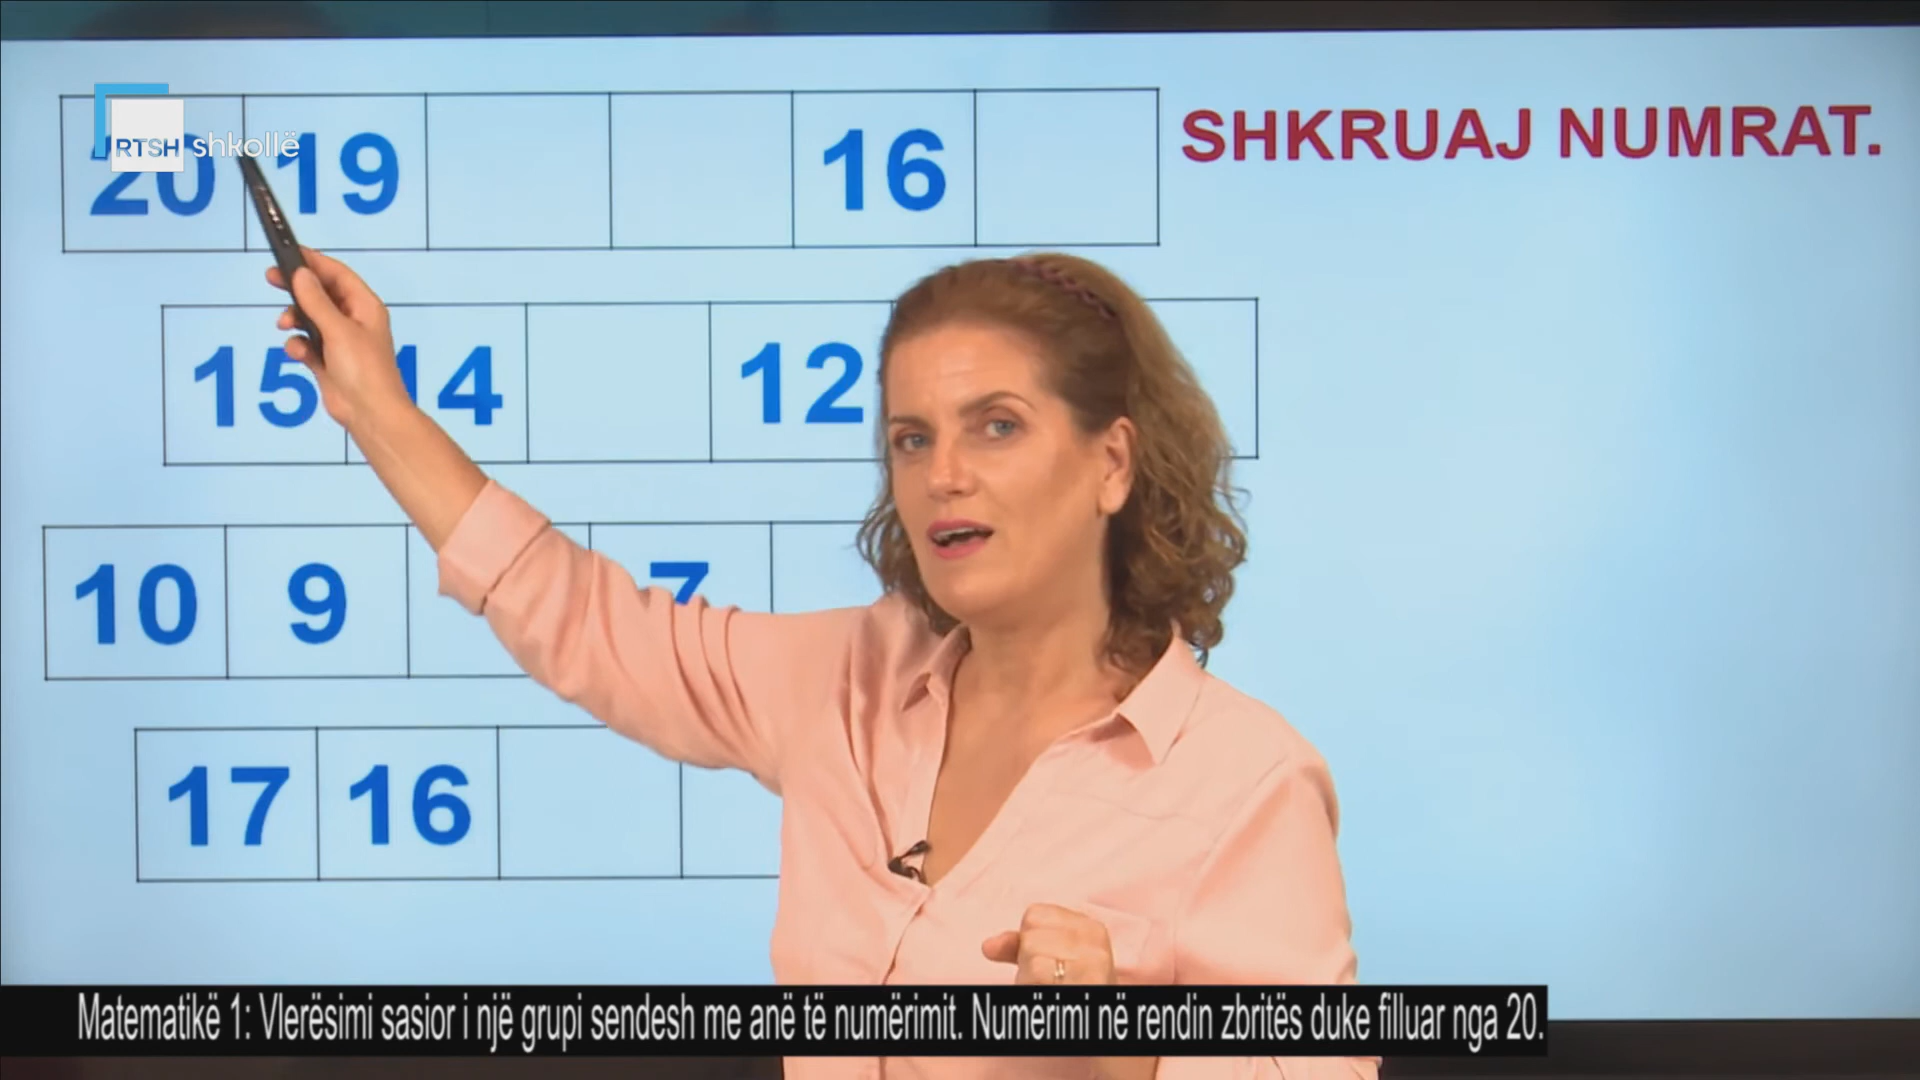 RTSH shkollë
20 19 16
SHKRUAJ NUMRAT.
15 14 12
10 9 7
17 16
Matematikë 1: Vlerësimi sasior i një grupi sendesh me anë të numërimit. Numërimi në rendin zbritës duke filluar nga 20.